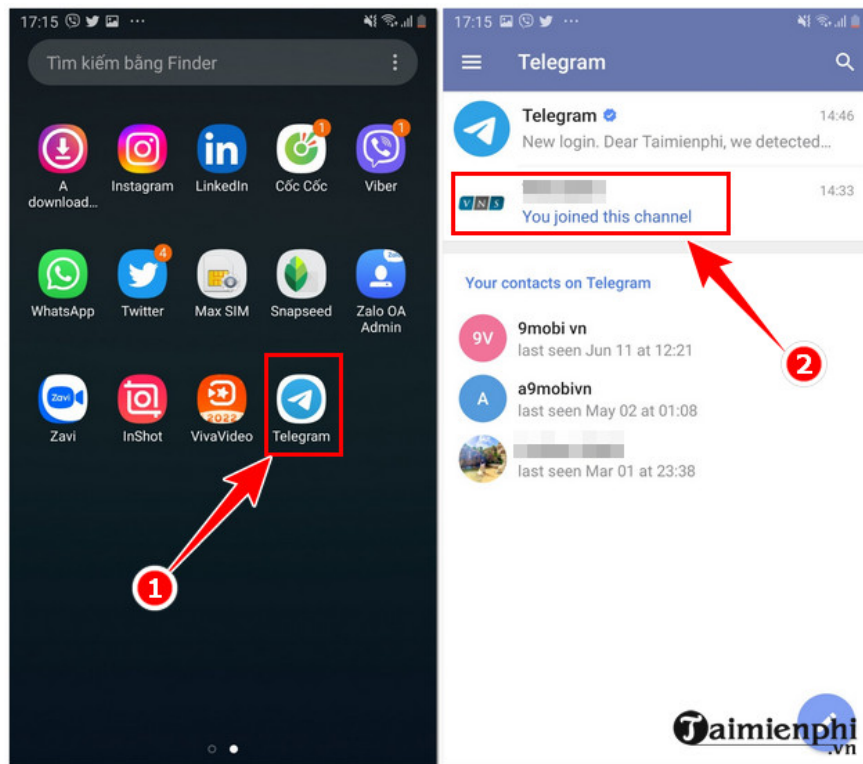 17:15
Tìm kiếm bằng Finder
A
download...
Instagram
LinkedIn
1
Cốc Cốc
1
Viber
WhatsApp
4
Twitter
Max SIM
Snapseed
Zalo
Zalo OA
Admin
Zavi
Zavi
InShot
2022
VivaVideo
Telegram
1
17:15
Telegram
Telegram
14:46
New login. Dear Taimienphi, we detected...
VNS
14:33
You joined this channel
Your contacts on Telegram
2
9V
9mobi vn
last seen Jun 11 at 12:21
A
a9mobivn
last seen May 02 at 01:08
last seen Mar 01 at 23:38
Taimienphi
.vn